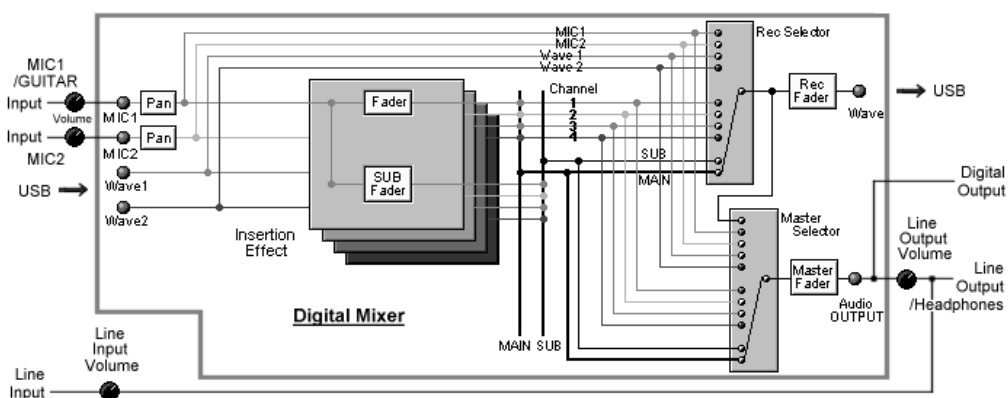 MIC1
/GUITAR
Input
Volume
MIC1
Pan
Input
MIC2
MIC2
Pan
USB
Wave1
Wave2
Insertion
Effect
Fader
SUB
Fader
Digital Mixer
MIC1
MIC2
Wave 1
Wave 2
Channel
1
2
3
4
SUB
MAIN
MAIN SUB
Rec Selector
Rec
Fader
Wave
USB
Master
Selector
Master
Fader
Audio
OUTPUT
Digital
Output
Line
Output
Volume
Line
Output
/Headphones
Line
Input
Volume
Line
Input